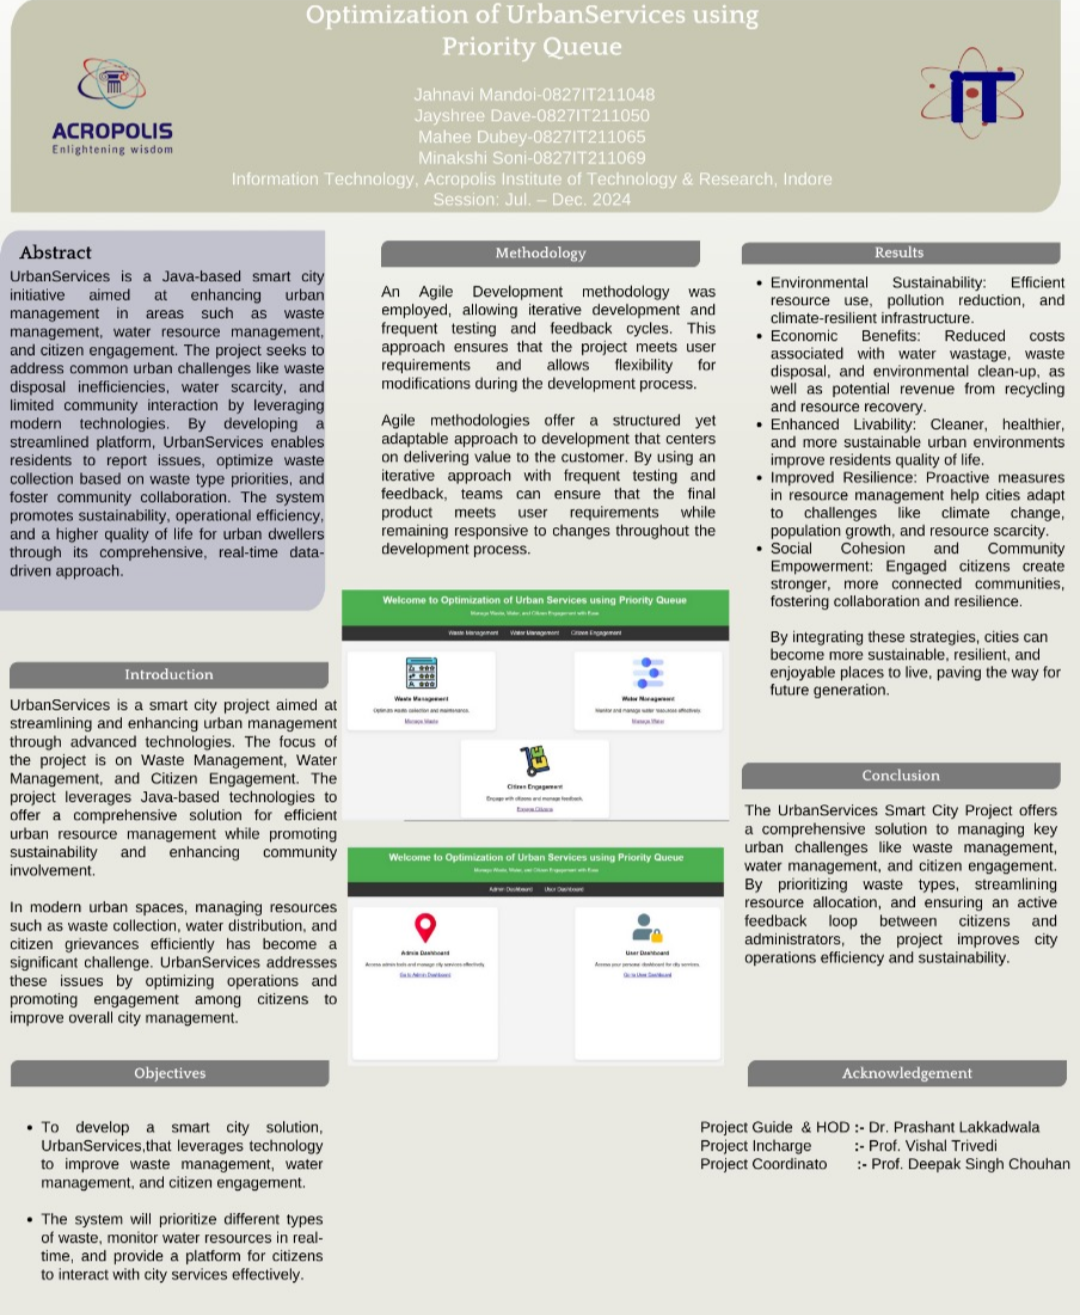 Optimization of UrbanServices using
Priority Queue
ACROPOLIS
Enlightening wisdom
IT
Jahnavi Mandoi-0827IT211048
Jayshree Dave-0827IT211050
Mahee Dubey-0827IT211065
Minakshi Soni-0827IT211069
Information Technology, Acropolis Institute of Technology & Research, Indore
Session: Jul. – Dec. 2024
Abstract
UrbanServices is a Java-based smart city
initiative aimed at enhancing urban
management in areas such as waste
management, water resource management,
and citizen engagement. The project seeks to
address common urban challenges like waste
disposal inefficiencies, water scarcity, and
limited community interaction by leveraging
modern technologies. By developing a
streamlined platform, UrbanServices enables
residents to report issues, optimize waste
collection based on waste type priorities, and
foster community collaboration. The system
promotes sustainability, operational efficiency,
and a higher quality of life for urban dwellers
through its comprehensive, real-time data-
driven approach.
Introduction
UrbanServices is a smart city project aimed at
streamlining and enhancing urban management
through advanced technologies. The focus of
the project is on Waste Management, Water
Management, and Citizen Engagement. The
project leverages Java-based technologies to
offer a comprehensive solution for efficient
urban resource management while promoting
sustainability and enhancing community
involvement.
In modern urban spaces, managing resources
such as waste collection, water distribution, and
citizen grievances efficiently has become a
significant challenge. UrbanServices addresses
these issues by optimizing operations and
promoting engagement among citizens to
improve overall city management.
Objectives
• To develop a smart city solution,
UrbanServices,that leverages technology
to improve waste management, water
management, and citizen engagement.
• The system will prioritize different types
of waste, monitor water resources in real-
time, and provide a platform for citizens
to interact with city services effectively.
Methodology
An Agile Development methodology was
employed, allowing iterative development and
frequent testing and feedback cycles. This
approach ensures that the project meets user
requirements and allows flexibility for
modifications during the development process.
Agile methodologies offer a structured yet
adaptable approach to development that centers
on delivering value to the customer. By using an
iterative approach with frequent testing and
feedback, teams can ensure that the final
product meets user requirements while
remaining responsive to changes throughout the
development process.
Welcome to Optimization of Urban Services using Priority Queue
Manage Waste, Water, and Citizen Engagement with Ease
Waste Management Water Management Citizen Engagement
Waste Management
Optimize waste collection and maintenance.
Manage Waste
Water Management
Monitor and manage water resources effectively.
Manage Water
Citizen Engagement
Engage with citizens and manage feedback.
Citizens
Welcome to Optimization of Urban Services using Priority Queue
Manage Waste, Water, and Citizen Engagement with Ease
Admin Dashboard User Dashboard
Admin Dashboard
Access admin tools and manage city services effectively.
Go to Admin Dashboard
User Dashboard
Access your personal dashboard for city services.
Go to User Dashboard
Results
• Environmental Sustainability: Efficient
resource use, pollution reduction, and
climate-resilient infrastructure.
• Economic Benefits: Reduced costs
associated with water wastage, waste
disposal, and environmental clean-up, as
well as potential revenue from recycling
and resource recovery.
• Enhanced Livability: Cleaner, healthier,
and more sustainable urban environments
improve residents quality of life.
• Improved Resilience: Proactive measures
in resource management help cities adapt
to challenges like climate change,
population growth, and resource scarcity.
• Social Cohesion and Community
Empowerment: Engaged citizens create
stronger, more connected communities,
fostering collaboration and resilience.
By integrating these strategies, cities can
become more sustainable, resilient, and
enjoyable places to live, paving the way for
future generation.
Conclusion
The UrbanServices Smart City Project offers
a comprehensive solution to managing key
urban challenges like waste management,
water management, and citizen engagement.
By prioritizing waste types, streamlining
resource allocation, and ensuring an active
feedback loop between citizens and
administrators, the project improves city
operations efficiency and sustainability.
Acknowledgement
Project Guide & HOD :- Dr. Prashant Lakkadwala
Project Incharge :- Prof. Vishal Trivedi
Project Coordinato :- Prof. Deepak Singh Chouhan